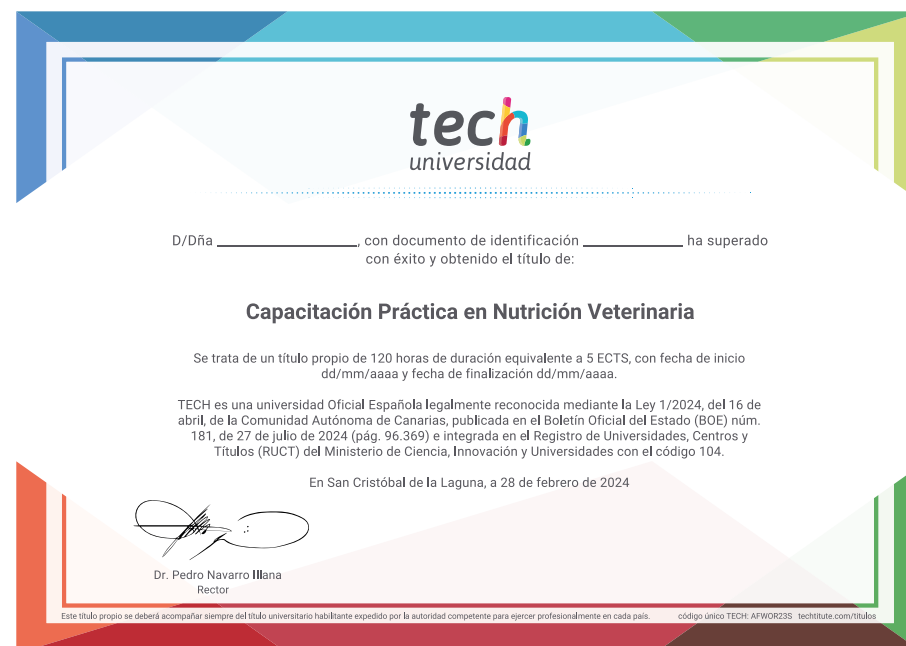 tech
universidad
D/Dña ____________________, con documento de identificación ______________ ha superado
con éxito y obtenido el título de:
Capacitación Práctica en Nutrición Veterinaria
Se trata de un título propio de 120 horas de duración equivalente a 5 ECTS, con fecha de inicio
dd/mm/aaaa y fecha de finalización dd/mm/aaaa.
TECH es una universidad Oficial Española legalmente reconocida mediante la Ley 1/2024, del 16 de
abril, de la Comunidad Autónoma de Canarias, publicada en el Boletín Oficial del Estado (BOE) núm.
181, de 27 de julio de 2024 (pág. 96.369) e integrada en el Registro de Universidades, Centros y
Títulos (RUCT) del Ministerio de Ciencia, Innovación y Universidades con el código 104.
En San Cristóbal de la Laguna, a 28 de febrero de 2024
Dr. Pedro Navarro Illana
Rector
Este título propio se deberá acompañar siempre del título universitario habilitante expedido por la autoridad competente para ejercer profesionalmente en cada país. código único TECH: AFWOR23S techtitute.com/titulos